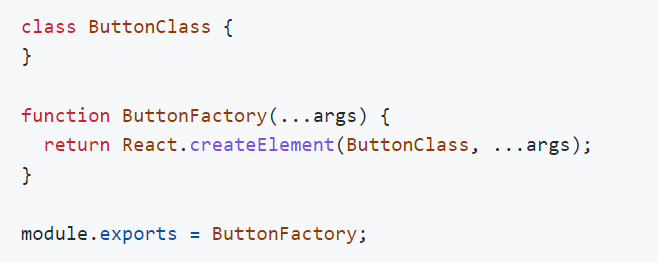 class ButtonClass {
}
function ButtonFactory(...args) {
  return React.createElement(ButtonClass, ...args);
}
module.exports = ButtonFactory;